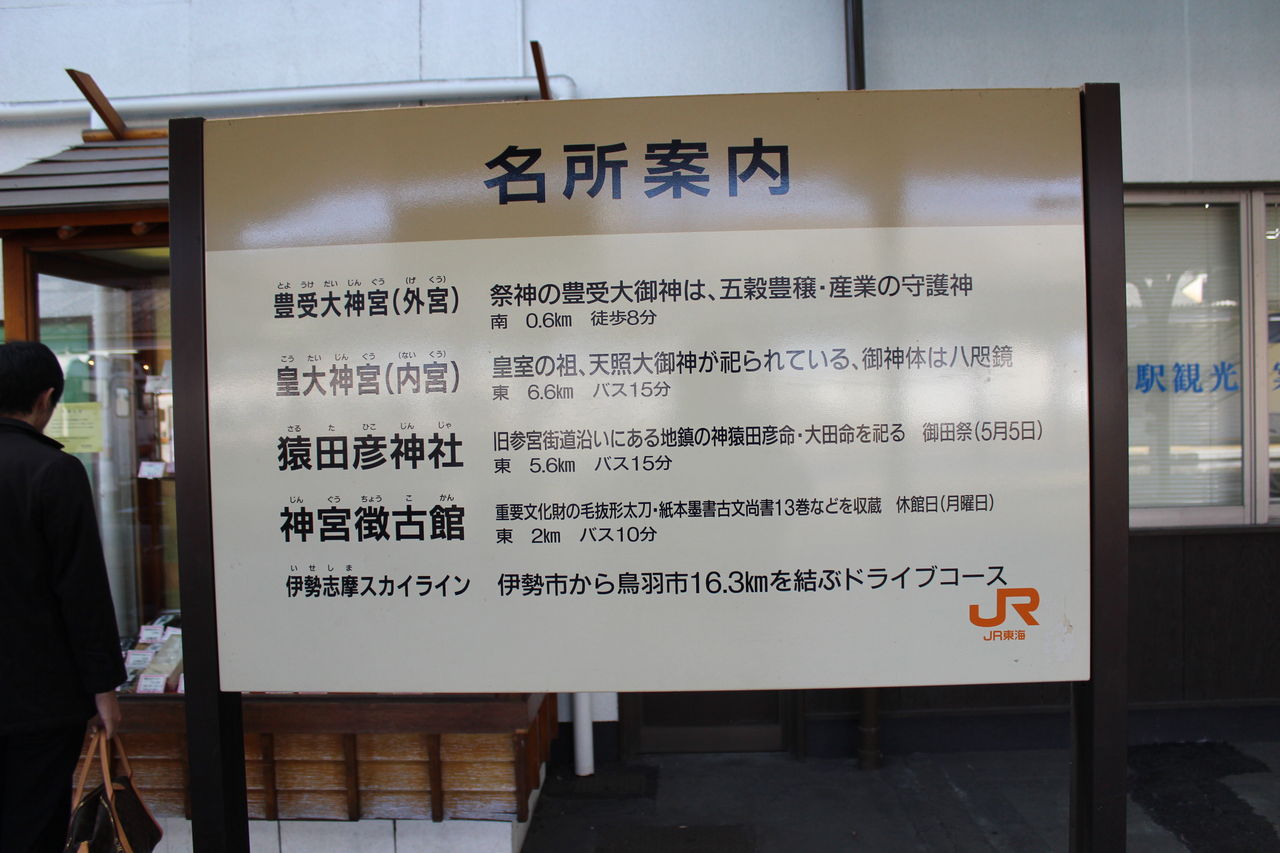 名所案内
とようけだいじんぐう (げくう)
豊受大神宮(外宮) 祭神の豊受大御神は、五穀豊穣・産業の守護神
南 0.6㎞ 徒歩8分
こうたいじんぐう (ないくう)
皇大神宮(内宮) 皇室の祖、天照大御神が祀られている、御神体は八咫鏡
東 6.6㎞ バス15分
さるたひこじんじゃ
猿田彦神社 旧参宮街道沿いにある地鎮の神猿田彦命・大田命を祀る 御田祭(5月5日)
東 5.6㎞ バス15分
じんぐうちょうこかん
神宮徴古館 重要文化財の毛抜形太刀・紙本墨書古文尚書13巻などを収蔵 休館日(月曜日)
東 2㎞ バス10分
いせしま
伊勢志摩スカイライン 伊勢市から鳥羽市16.3㎞を結ぶドライブコース
JR
JR東海
駅観光